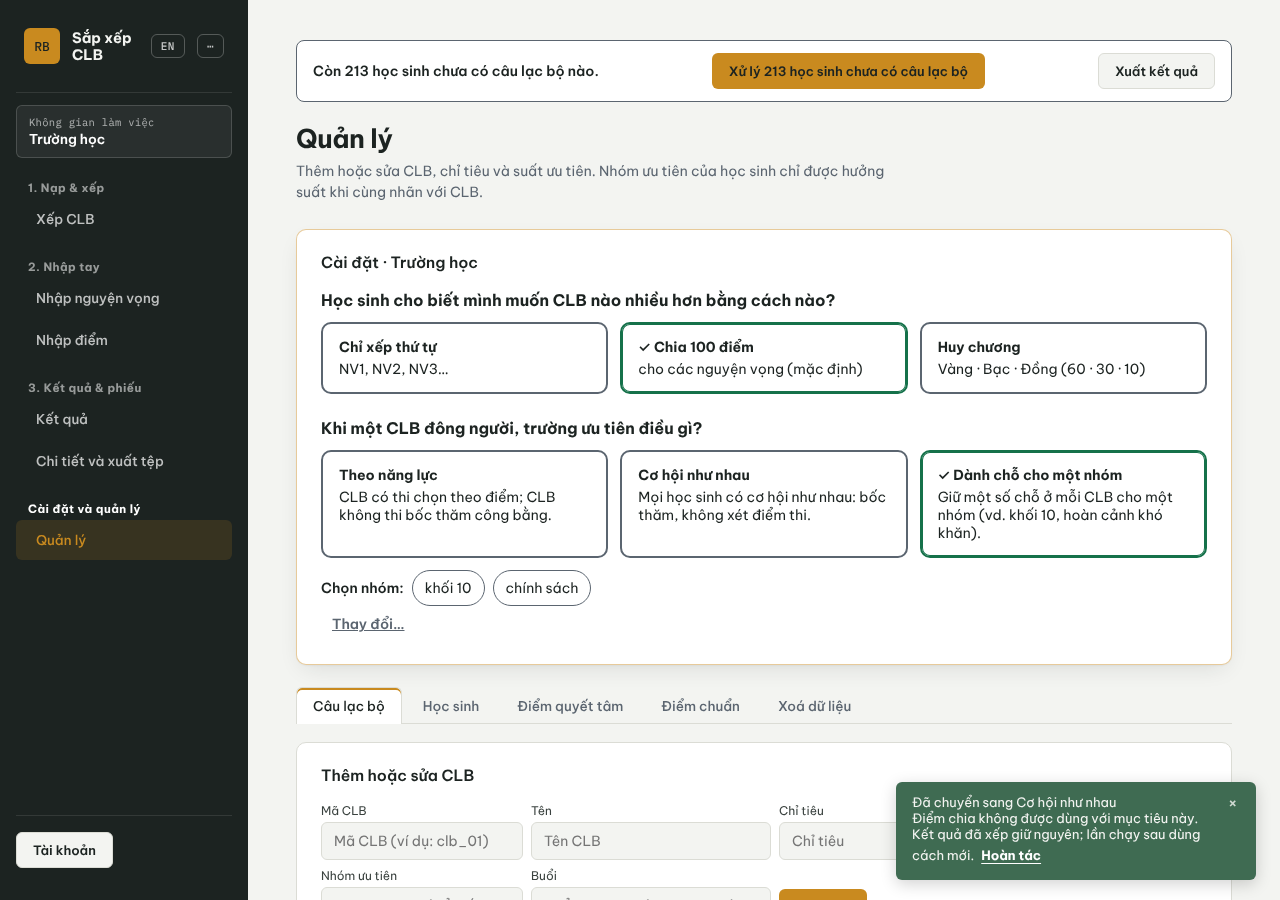 RB
Sắp xếp
CLB
EN
…
Không gian làm việc
Trường học
1. Nạp & xếp
Xếp CLB
2. Nhập tay
Nhập nguyện vọng
Nhập điểm
3. Kết quả & phiếu
Kết quả
Chi tiết và xuất tệp
Cài đặt và quản lý
Quản lý
Tài khoản
Còn 213 học sinh chưa có câu lạc bộ nào.
Xử lý 213 học sinh chưa có câu lạc bộ
Xuất kết quả
Quản lý
Thêm hoặc sửa CLB, chỉ tiêu và suất ưu tiên. Nhóm ưu tiên của học sinh chỉ được hưởng
suất khi cùng nhãn với CLB.
Cài đặt · Trường học
Học sinh cho biết mình muốn CLB nào nhiều hơn bằng cách nào?
Chỉ xếp thứ tự
NV1, NV2, NV3…
✓ Chia 100 điểm
cho các nguyện vọng (mặc định)
Huy chương
Vàng · Bạc · Đồng (60 · 30 · 10)
Khi một CLB đông người, trường ưu tiên điều gì?
Theo năng lực
CLB có thi chọn theo điểm; CLB
không thi bốc thăm công bằng.
Cơ hội như nhau
Mọi học sinh có cơ hội như nhau: bốc
thăm, không xét điểm thi.
✓ Dành chỗ cho một nhóm
Giữ một số chỗ ở mỗi CLB cho một
nhóm (vd. khối 10, hoàn cảnh khó
khăn).
Chọn nhóm:
khối 10
chính sách
Thay đổi…
Câu lạc bộ
Học sinh
Điểm quyết tâm
Điểm chuẩn
Xoá dữ liệu
Thêm hoặc sửa CLB
Mã CLB
Tên
Chỉ tiêu
Mã CLB (ví dụ: clb_01)
Tên CLB
Chỉ tiêu
Nhóm ưu tiên
Buổi
Đã chuyển sang Cơ hội như nhau
×
Điểm chia không được dùng với mục tiêu này.
Kết quả đã xếp giữ nguyên; lần chạy sau dùng
cách mới. Hoàn tác